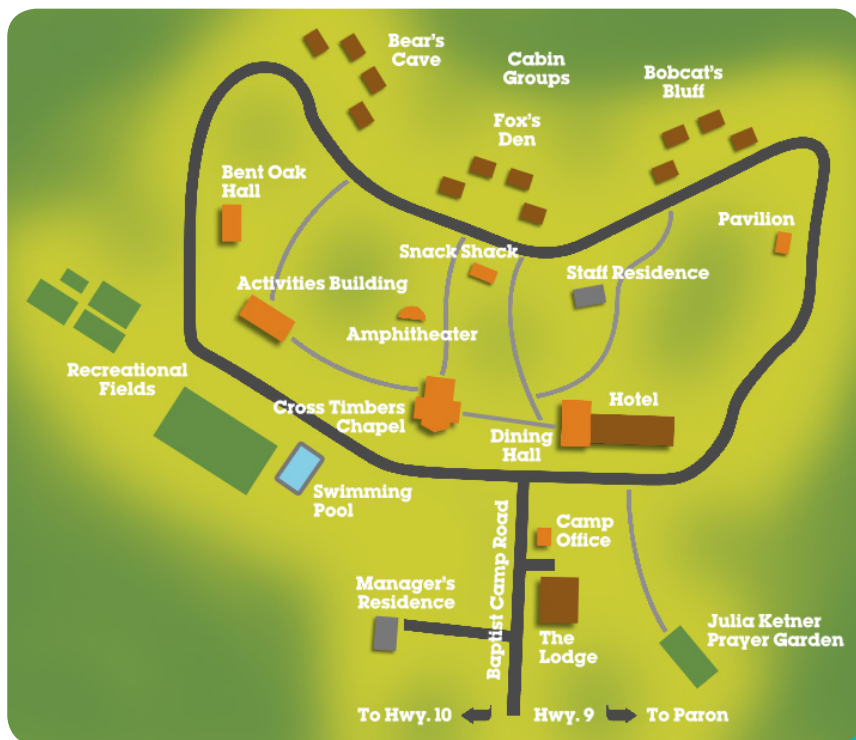 Bear's
Cave
Cabin
Groups
Bobcat's
Bluff
Fox's
Den
Bent Oak
Hall
Pavilion
Snack Shack
Staff Residence
Activities Building
Amphitheater
Recreational
Fields
Cross Timbers
Chapel
Hotel
Dining
Hall
Swimming
Pool
Baptist Camp Road
Camp
Office
Manager's
Residence
The
Lodge
Julia Ketner
Prayer Garden
To Hwy. 10
Hwy. 9
To Paron